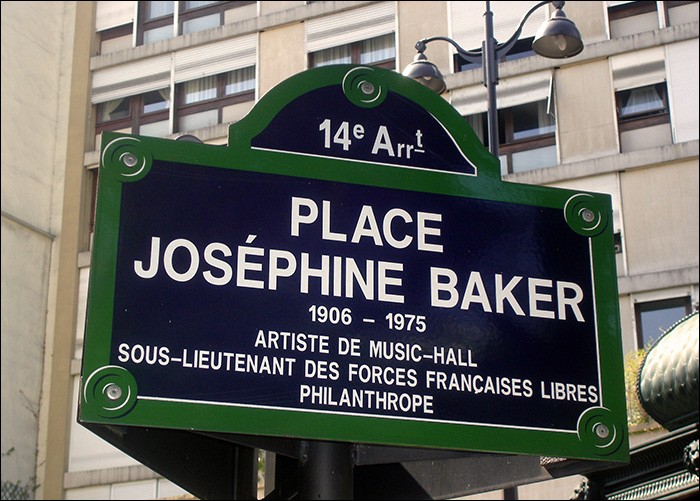 14e Arrt
PLACE
JOSÉPHINE BAKER
1906 – 1975
ARTISTE DE MUSIC–HALL
SOUS–LIEUTENANT DES FORCES FRANÇAISES LIBRES
PHILANTHROPE